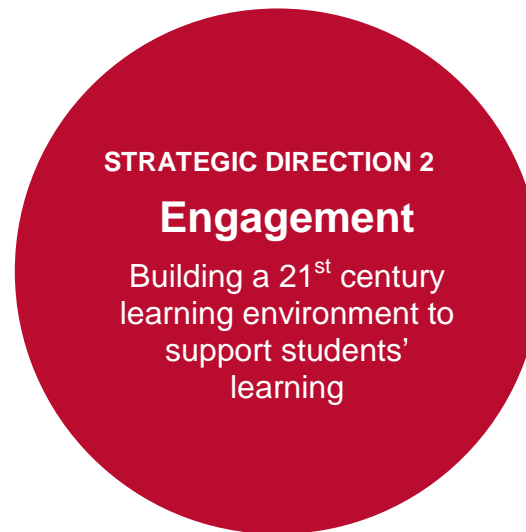 STRATEGIC DIRECTION 2
Engagement
Building a 21st century
learning environment to
support students’
learning